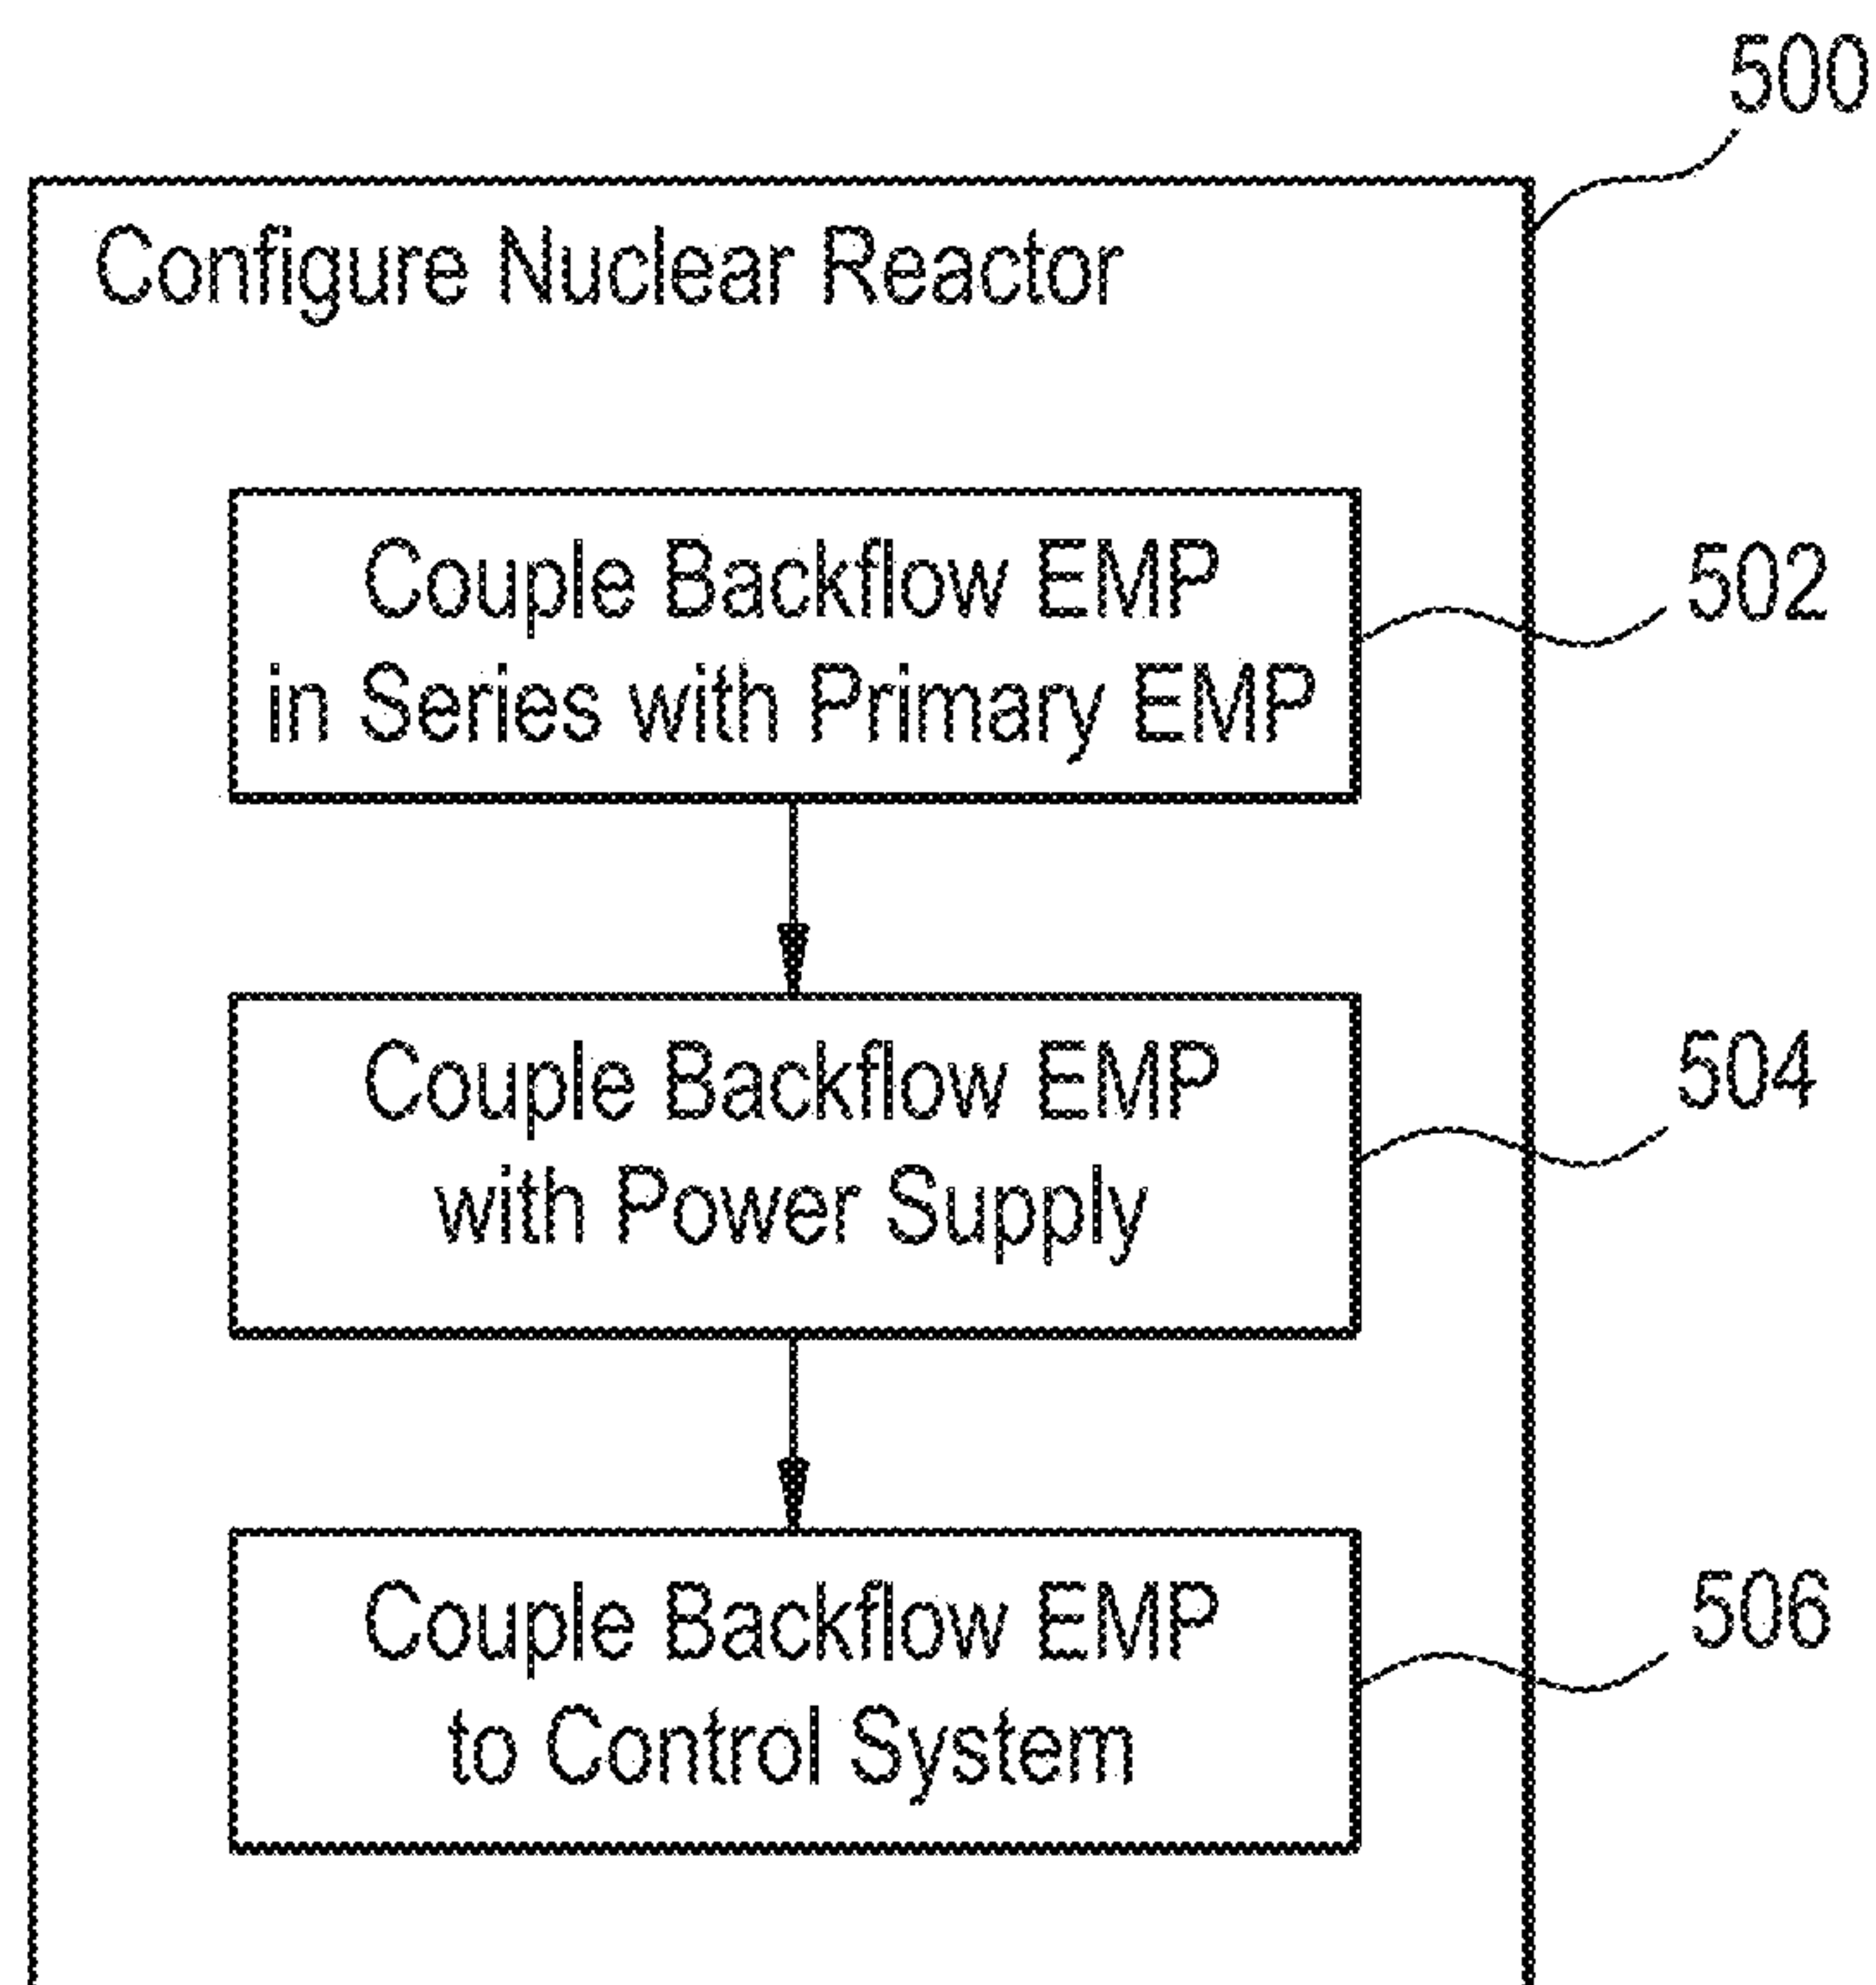 500
Configure Nuclear Reactor
Couple Backflow EMP
in Series with Primary EMP
502
Couple Backflow EMP
with Power Supply
504
Couple Backflow EMP
to Control System
506